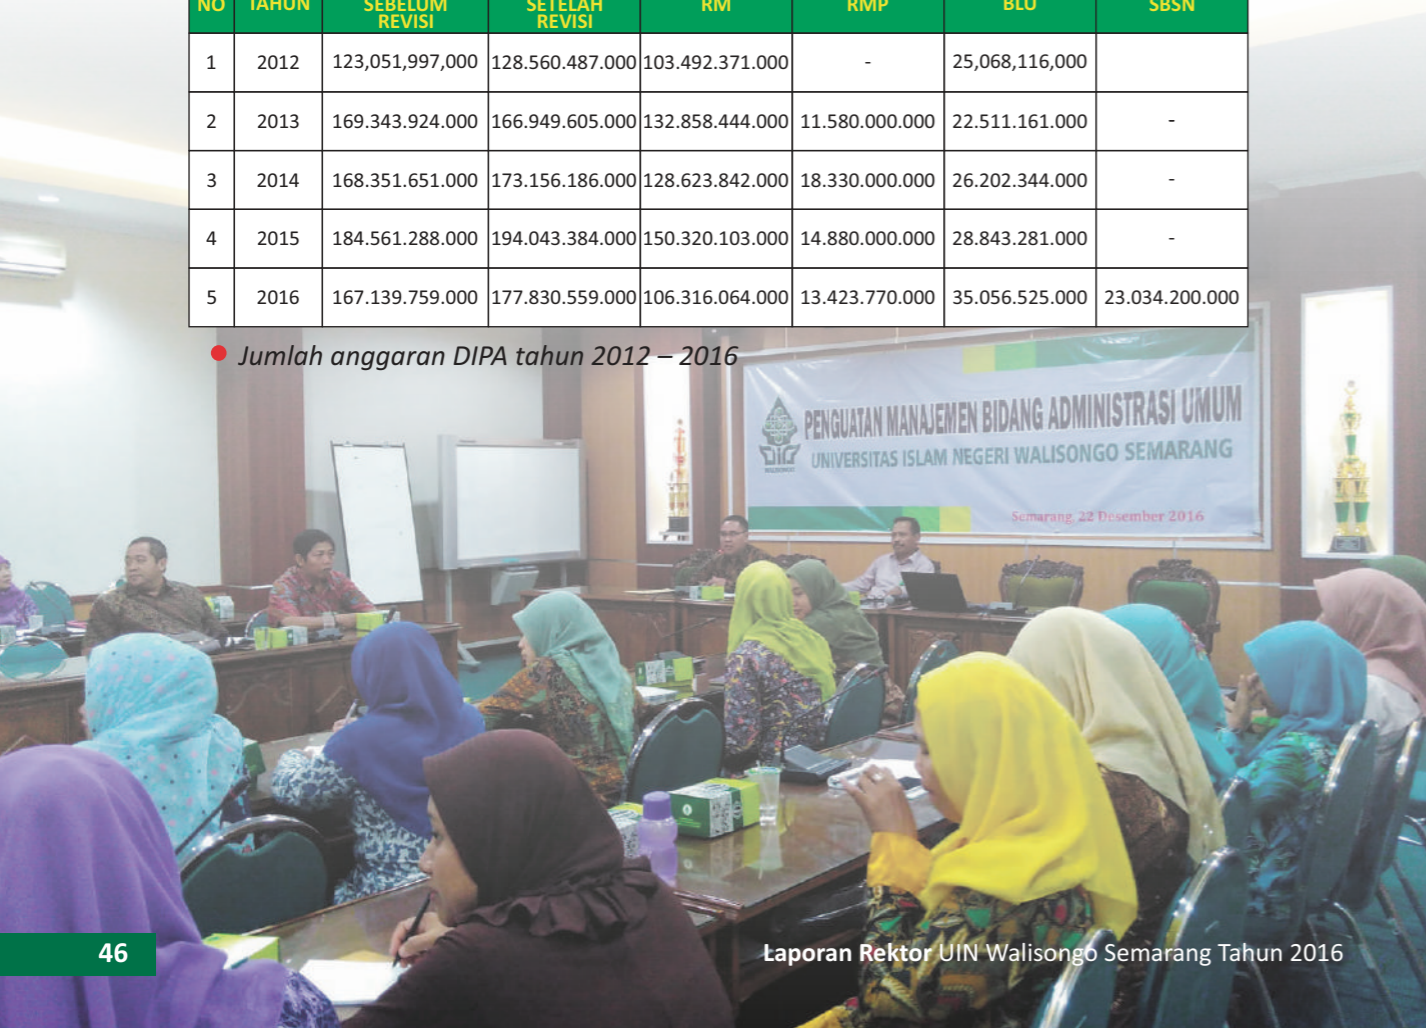 NO TAHUN SEBELUM REVISI SETELAH REVISI RM RMP BLU SBSN
1 2012 123,051,997,000 128.560.487.000 103.492.371.000 - 25,068,116,000
2 2013 169.343.924.000 166.949.605.000 132.858.444.000 11.580.000.000 22.511.161.000 -
3 2014 168.351.651.000 173.156.186.000 128.623.842.000 18.330.000.000 26.202.344.000 -
4 2015 184.561.288.000 194.043.384.000 150.320.103.000 14.880.000.000 28.843.281.000 -
5 2016 167.139.759.000 177.830.559.000 106.316.064.000 13.423.770.000 35.056.525.000 23.034.200.000
Jumlah anggaran DIPA tahun 2012 – 2016
PENGUATAN MANAJEMEN BIDANG ADMINISTRASI UMUM
UNIVERSITAS ISLAM NEGERI WALISONGO SEMARANG
Semarang, 22 Desember 2016
46
Laporan Rektor UIN Walisongo Semarang Tahun 2016